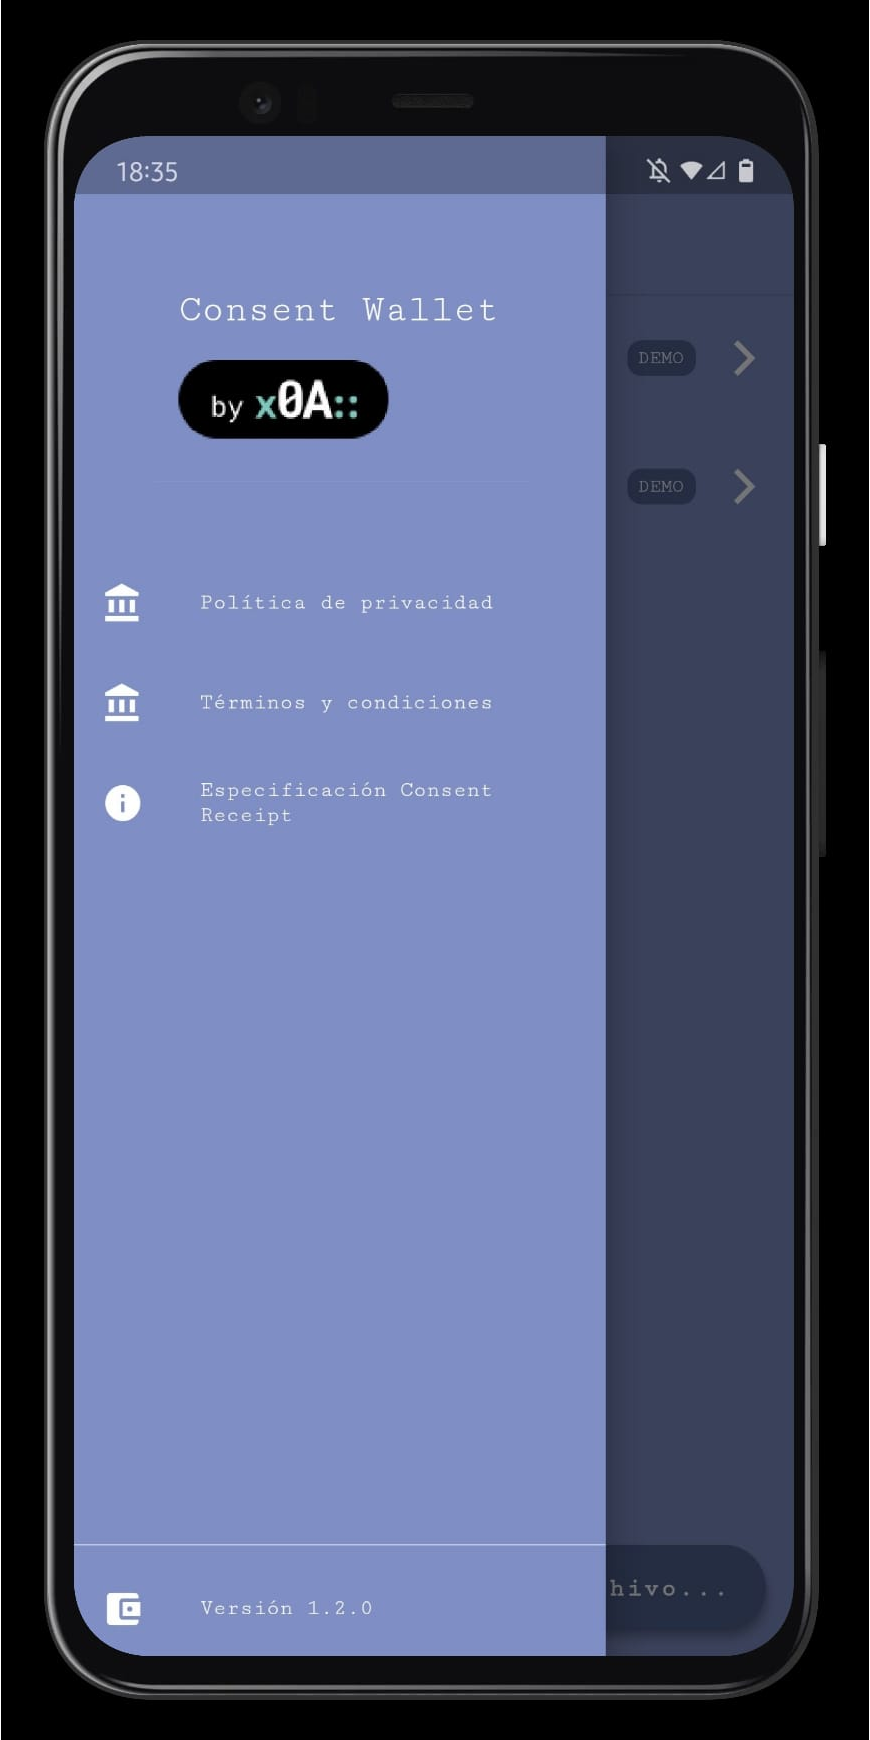 18:35
Consent Wallet
by x0A::
DEMO
DEMO
Política de privacidad
Términos y condiciones
Especificación Consent
Receipt
hivo...
Versión 1.2.0